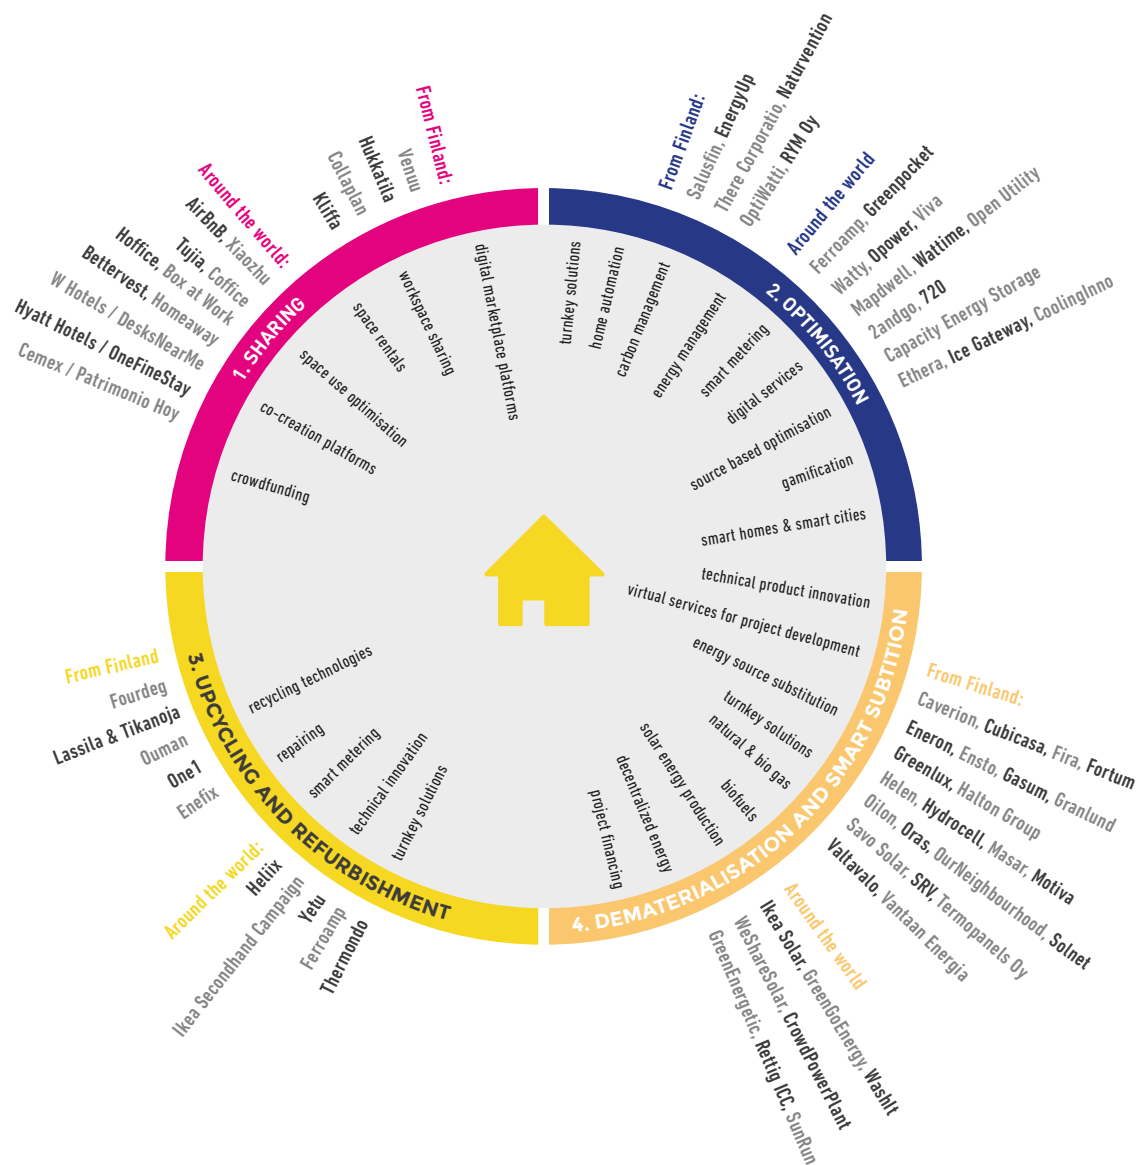 1. SHARING
From Finland:
Venuu
Hukkatila
Collaplan
Kliffa
Around the world:
AirBnB, Xiaozhu
Tujia, Coffice
Hoffice, Box at Work
Bettervest, Homeaway
W Hotels / DesksNearMe
Hyatt Hotels / OneFineStay
Cemex / Patrimonio Hoy
digital marketplace platforms
workspace sharing
space rentals
space use optimisation
co-creation platforms
crowdfunding
2. OPTIMISATION
From Finland:
Salusfin, EnergyUp
There Corporatio, Naturvention
OptiWatti, RYM Oy
Around the world
Ferroamp, Greenpocket
Watty, Opower, Viva
Mapdwell, Wattime, Open Utility
2andgo, 720
Capacity Energy Storage
Ethera, Ice Gateway, CoolingInno
turnkey solutions
home automation
carbon management
energy management
smart metering
digital services
source based optimisation
gamification
smart homes & smart cities
3. UPCYCLING AND REFURBISHMENT
From Finland
Fourdeg
Lassila & Tikanoja
Ouman
One1
Enefix
Around the world:
Heliix
Ikea Secondhand Campaign
Yetu
Ferroamp
Thermondo
recycling technologies
repairing
smart metering
technical innovation
turnkey solutions
4. DEMATERIALISATION AND SMART SUBTITION
From Finland:
Caverion, Cubicasa, Fira, Fortum
Eneron, Ensto, Gasum, Granlund
Greenlux, Halton Group
Helen, Hydrocell, Masar, Motiva
Oilon, Oras, OurNeighbourhood, Solnet
Savo Solar, SRV, Termopanels Oy
Valtavalo, Vantaan Energia
Around the world
Ikea Solar, GreenGoEnergy, WashIt
WeShareSolar, CrowdPowerPlant
GreenEnergetic, Rettig ICC, SunRun
technical product innovation
virtual services for project development
energy source substitution
turnkey solutions
natural & bio gas
biofuels
solar energy production
decentralized energy
project financing